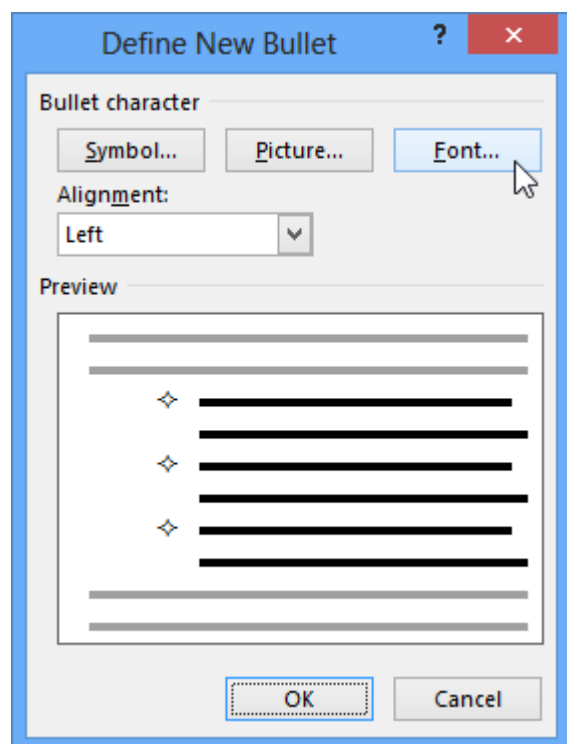 Define New Bullet ? ×
Bullet character
Symbol... Picture... Font...
Alignment:
Left
Preview
OK Cancel